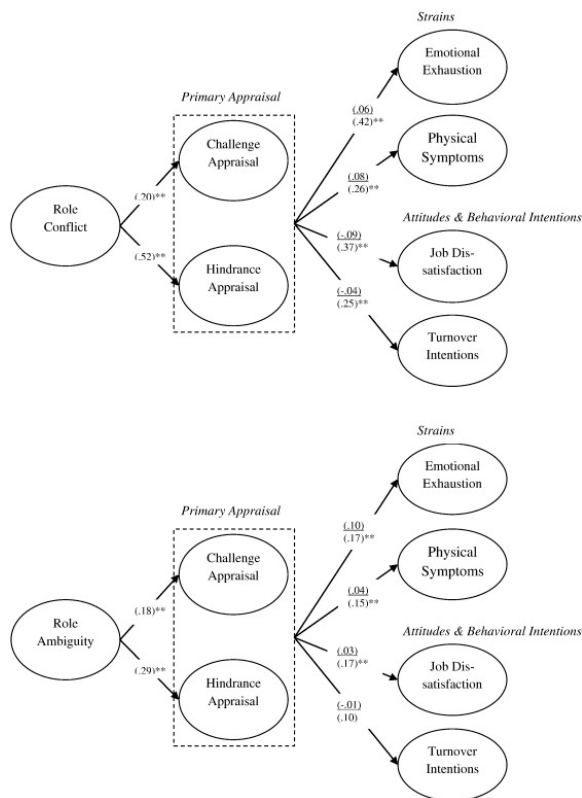 Strains
Emotional
Exhaustion
Primary Appraisal
(.06)
(.42)**
Challenge
Appraisal
Physical
Symptoms
(.08)
(.26)**
(.20)**
Role
Conflict
Attitudes & Behavioral Intentions
(-.09)
(.37)**
(.52)**
Job Dis-
satisfaction
Hindrance
Appraisal
(-.04)
(.25)**
Turnover
Intentions
Strains
Emotional
Exhaustion
Primary Appraisal
(.10)
(.17)**
Challenge
Appraisal
Physical
Symptoms
(.04)
(.15)**
(.18)**
Role
Ambiguity
Attitudes & Behavioral Intentions
(.03)
(.17)**
(.29)**
Job Dis-
satisfaction
Hindrance
Appraisal
(-.01)
(.10)
Turnover
Intentions